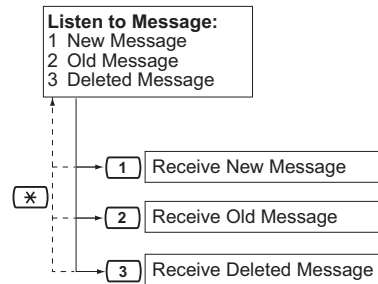 Listen to Message:
1 New Message
2 Old Message
3 Deleted Message
1 Receive New Message
* 
2 Receive Old Message
3 Receive Deleted Message